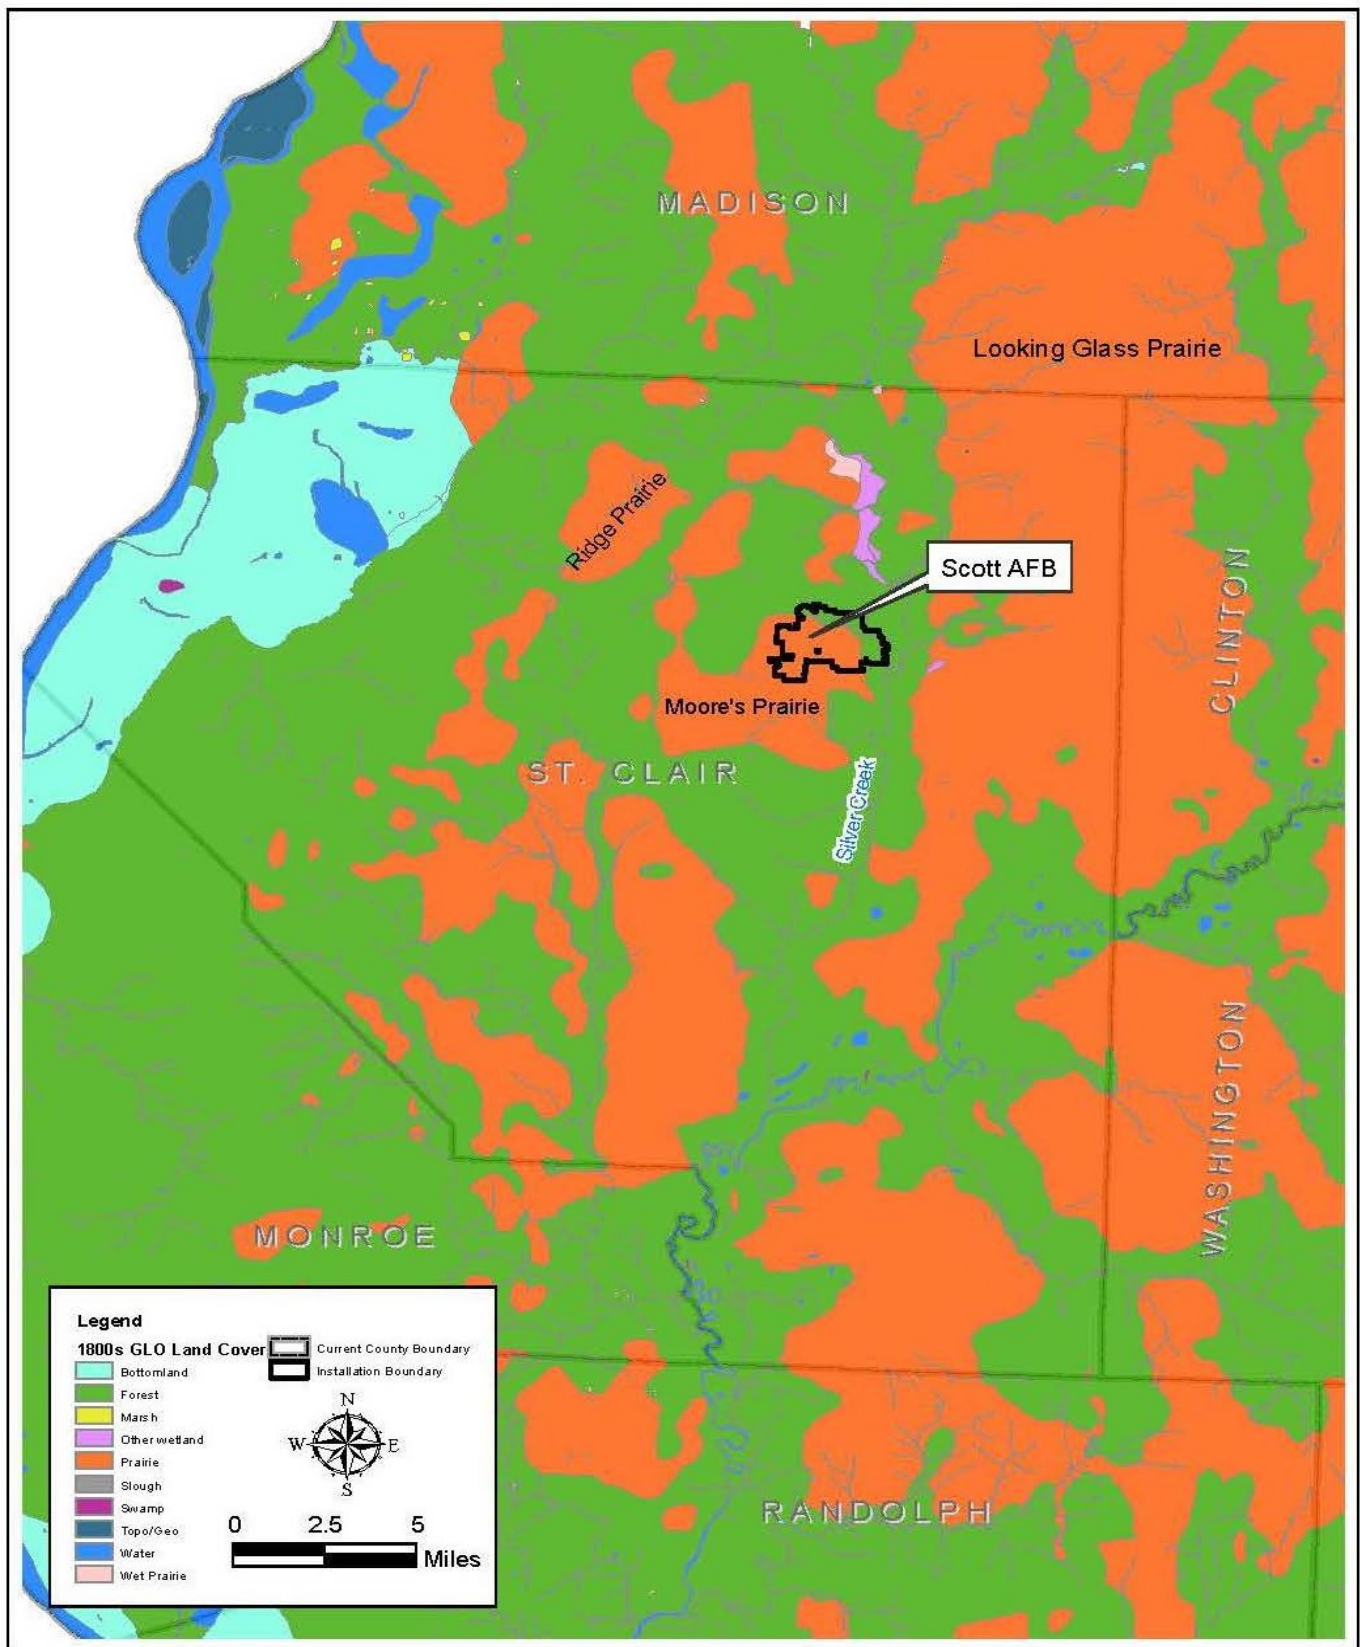 MADISON
Looking Glass Prairie
Ridge Prairie
Scott AFB
CLINTON
Moore's Prairie
ST. CLAIR
Silver Creek
WASHINGTON
MONROE
Legend
1800s GLO Land Cover
Bottomland
Forest
Marsh
Other wetland
Prairie
Slough
Swamp
Topo/Geo
Water
Wet Prairie
Current County Boundary
Installation Boundary
N
W E
S
0 2.5 5
Miles
RANDOLPH